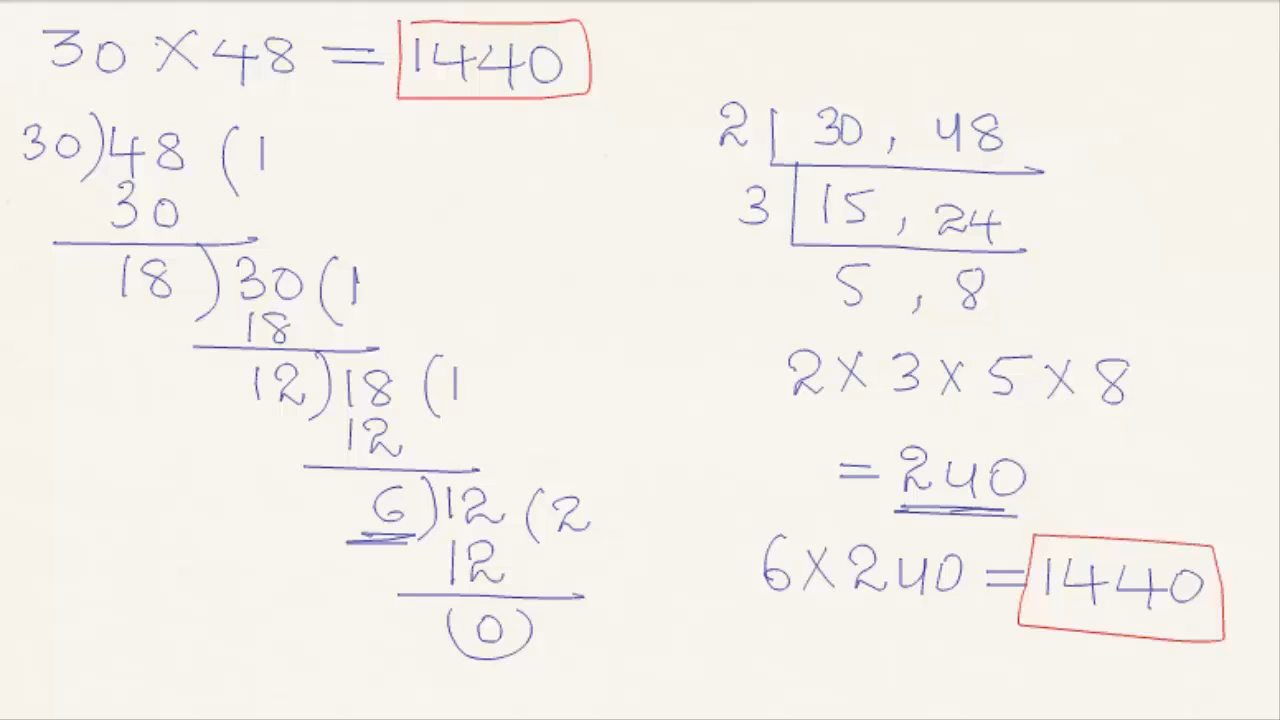 30 × 48 = 1440
30)48(1
30
18)30(1
18
12)18(1
12
6)12(2
12
(0)
2 | 30, 48
3 | 15, 24
5, 8
2 × 3 × 5 × 8
= 240
6 × 240 = 1440